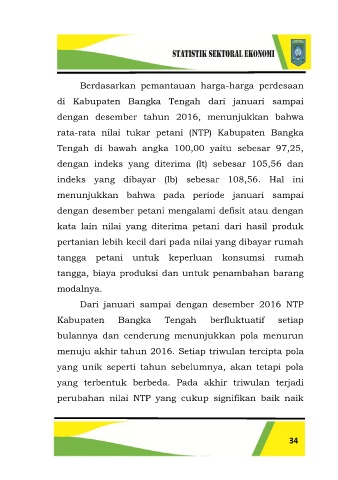 STATISTIK SEKTORAL EKONOMI
Berdasarkan pemantauan harga-harga perdesaan
di Kabupaten Bangka Tengah dari januari sampai
dengan desember tahun 2016, menunjukkan bahwa
rata-rata nilai tukar petani (NTP) Kabupaten Bangka
Tengah di bawah angka 100,00 yaitu sebesar 97,25,
dengan indeks yang diterima (lt) sebesar 105,56 dan
indeks yang dibayar (lb) sebesar 108,56. Hal ini
menunjukkan bahwa pada periode januari sampai
dengan desember petani mengalami defisit atau dengan
kata lain nilai yang diterima petani dari hasil produk
pertanian lebih kecil dari pada nilai yang dibayar rumah
tangga petani untuk keperluan konsumsi rumah
tangga, biaya produksi dan untuk penambahan barang
modalnya.
Dari januari sampai dengan desember 2016 NTP
Kabupaten Bangka Tengah berfluktuatif setiap
bulannya dan cenderung menunjukkan pola menurun
menuju akhir tahun 2016. Setiap triwulan tercipta pola
yang unik seperti tahun sebelumnya, akan tetapi pola
yang terbentuk berbeda. Pada akhir triwulan terjadi
perubahan nilai NTP yang cukup signifikan baik naik
34